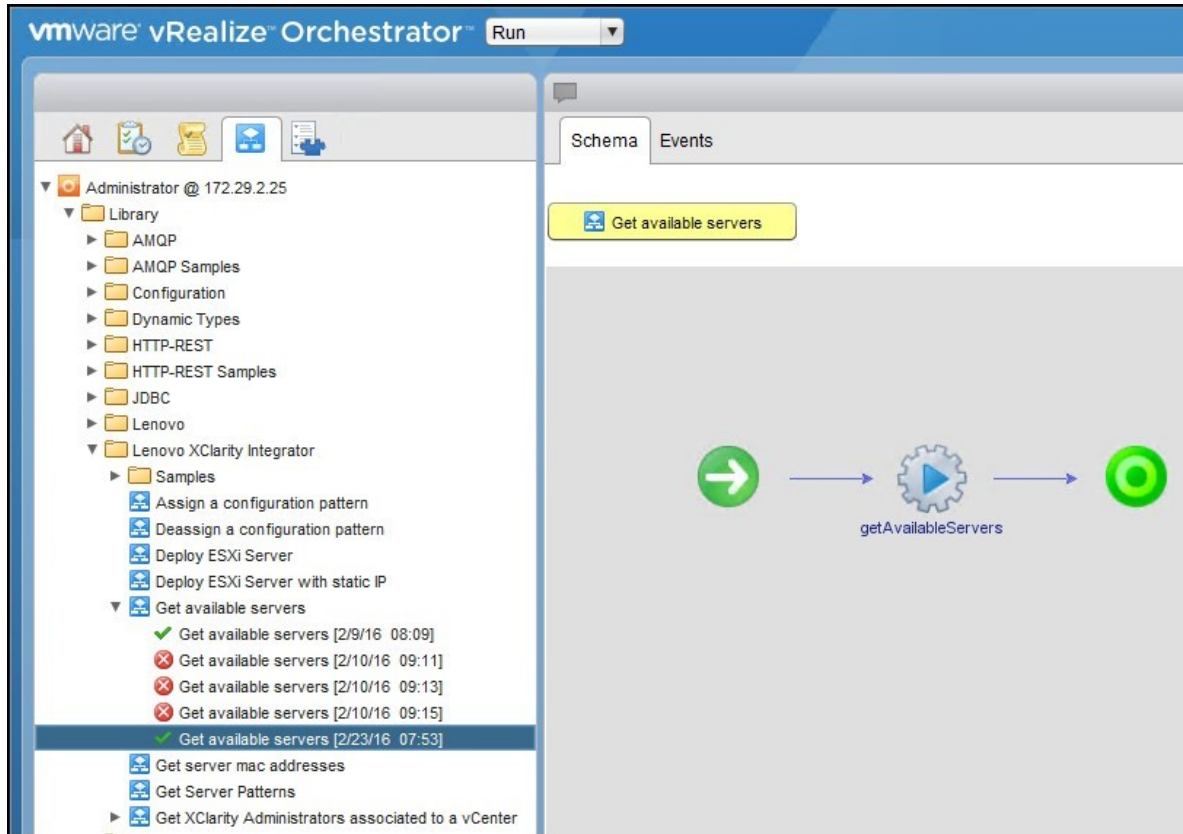 vmware® vRealize™ Orchestrator™ Run
Schema Events
Administrator @ 172.29.2.25
Library
AMQP
AMQP Samples
Configuration
Dynamic Types
HTTP-REST
HTTP-REST Samples
JDBC
Lenovo
Lenovo XClarity Integrator
Samples
Assign a configuration pattern
Deassign a configuration pattern
Deploy ESXi Server
Deploy ESXi Server with static IP
Get available servers
Get available servers [2/9/16 08:09]
Get available servers [2/10/16 09:11]
Get available servers [2/10/16 09:13]
Get available servers [2/10/16 09:15]
Get available servers [2/23/16 07:53]
Get server mac addresses
Get Server Patterns
Get XClarity Administrators associated to a vCenter
Get available servers
getAvailableServers